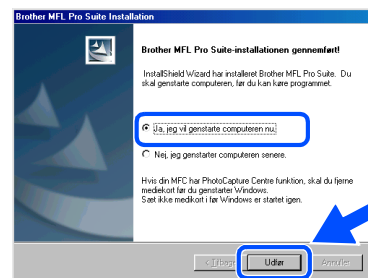 Brother MFL Pro Suite Installation
Brother MFL Pro Suite-installationen gennemført!
InstallShield Wizard har installeret Brother MFL Pro Suite. Du
skal genstarte computeren, før du kan køre programmet.
Ja, jeg vil genstarte computeren nu.
Nej, jeg genstarter computeren senere.
Hvis din MFC har PhotoCapture Centre funktion, skal du fjerne
mediekort før du genstarter Windows.
Sæt ikke medikort i før Windows er startet igen.
< Tilbage Udfør Annuller